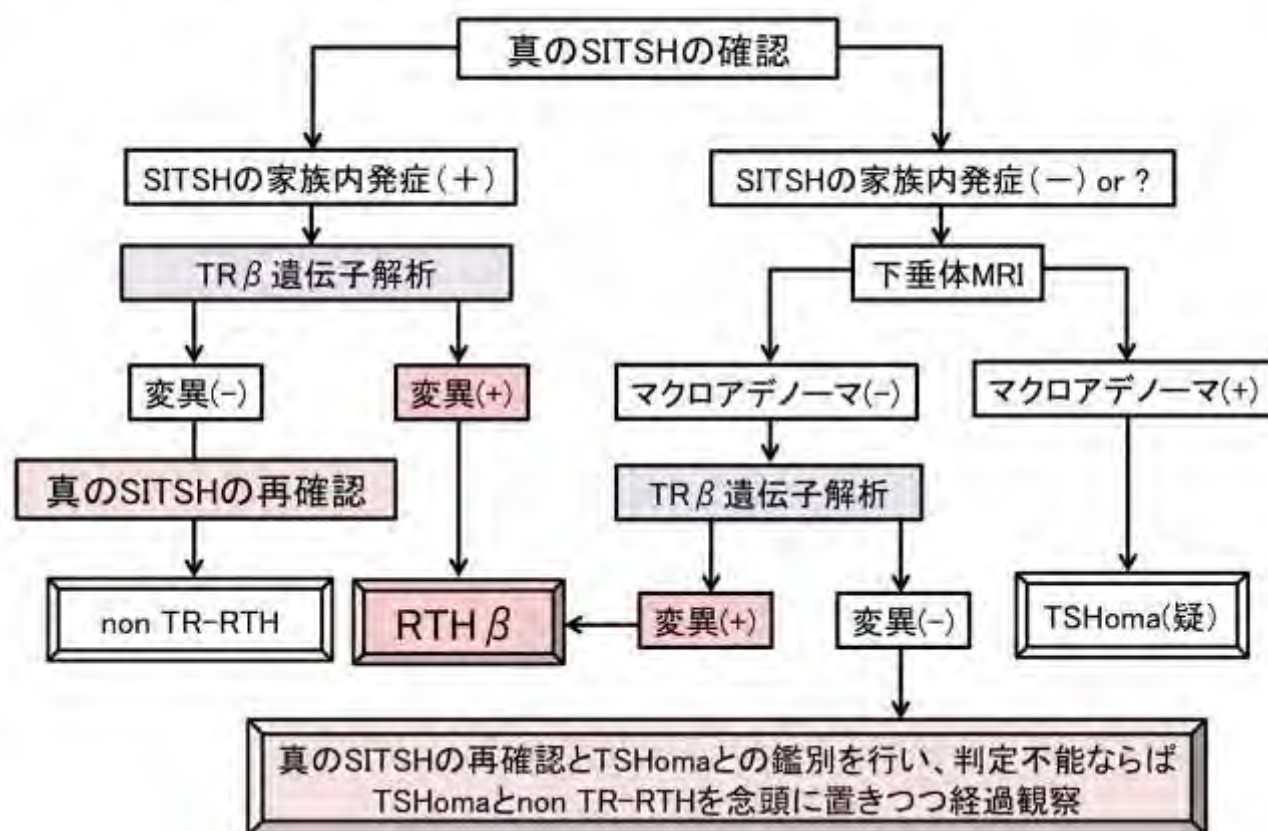 真のSITSHの確認
SITSHの家族内発症(+)
SITSHの家族内発症(−) or ?
TRβ遺伝子解析
下垂体MRI
変異(-)
変異(+)
マクロアデノーマ(-)
マクロアデノーマ(+)
真のSITSHの再確認
TRβ遺伝子解析
non TR-RTH
RTHβ
変異(+)
変異(-)
TSHoma(疑)
真のSITSHの再確認とTSHomaとの鑑別を行い、判定不能ならば
TSHomaとnon TR-RTHを念頭に置きつつ経過観察